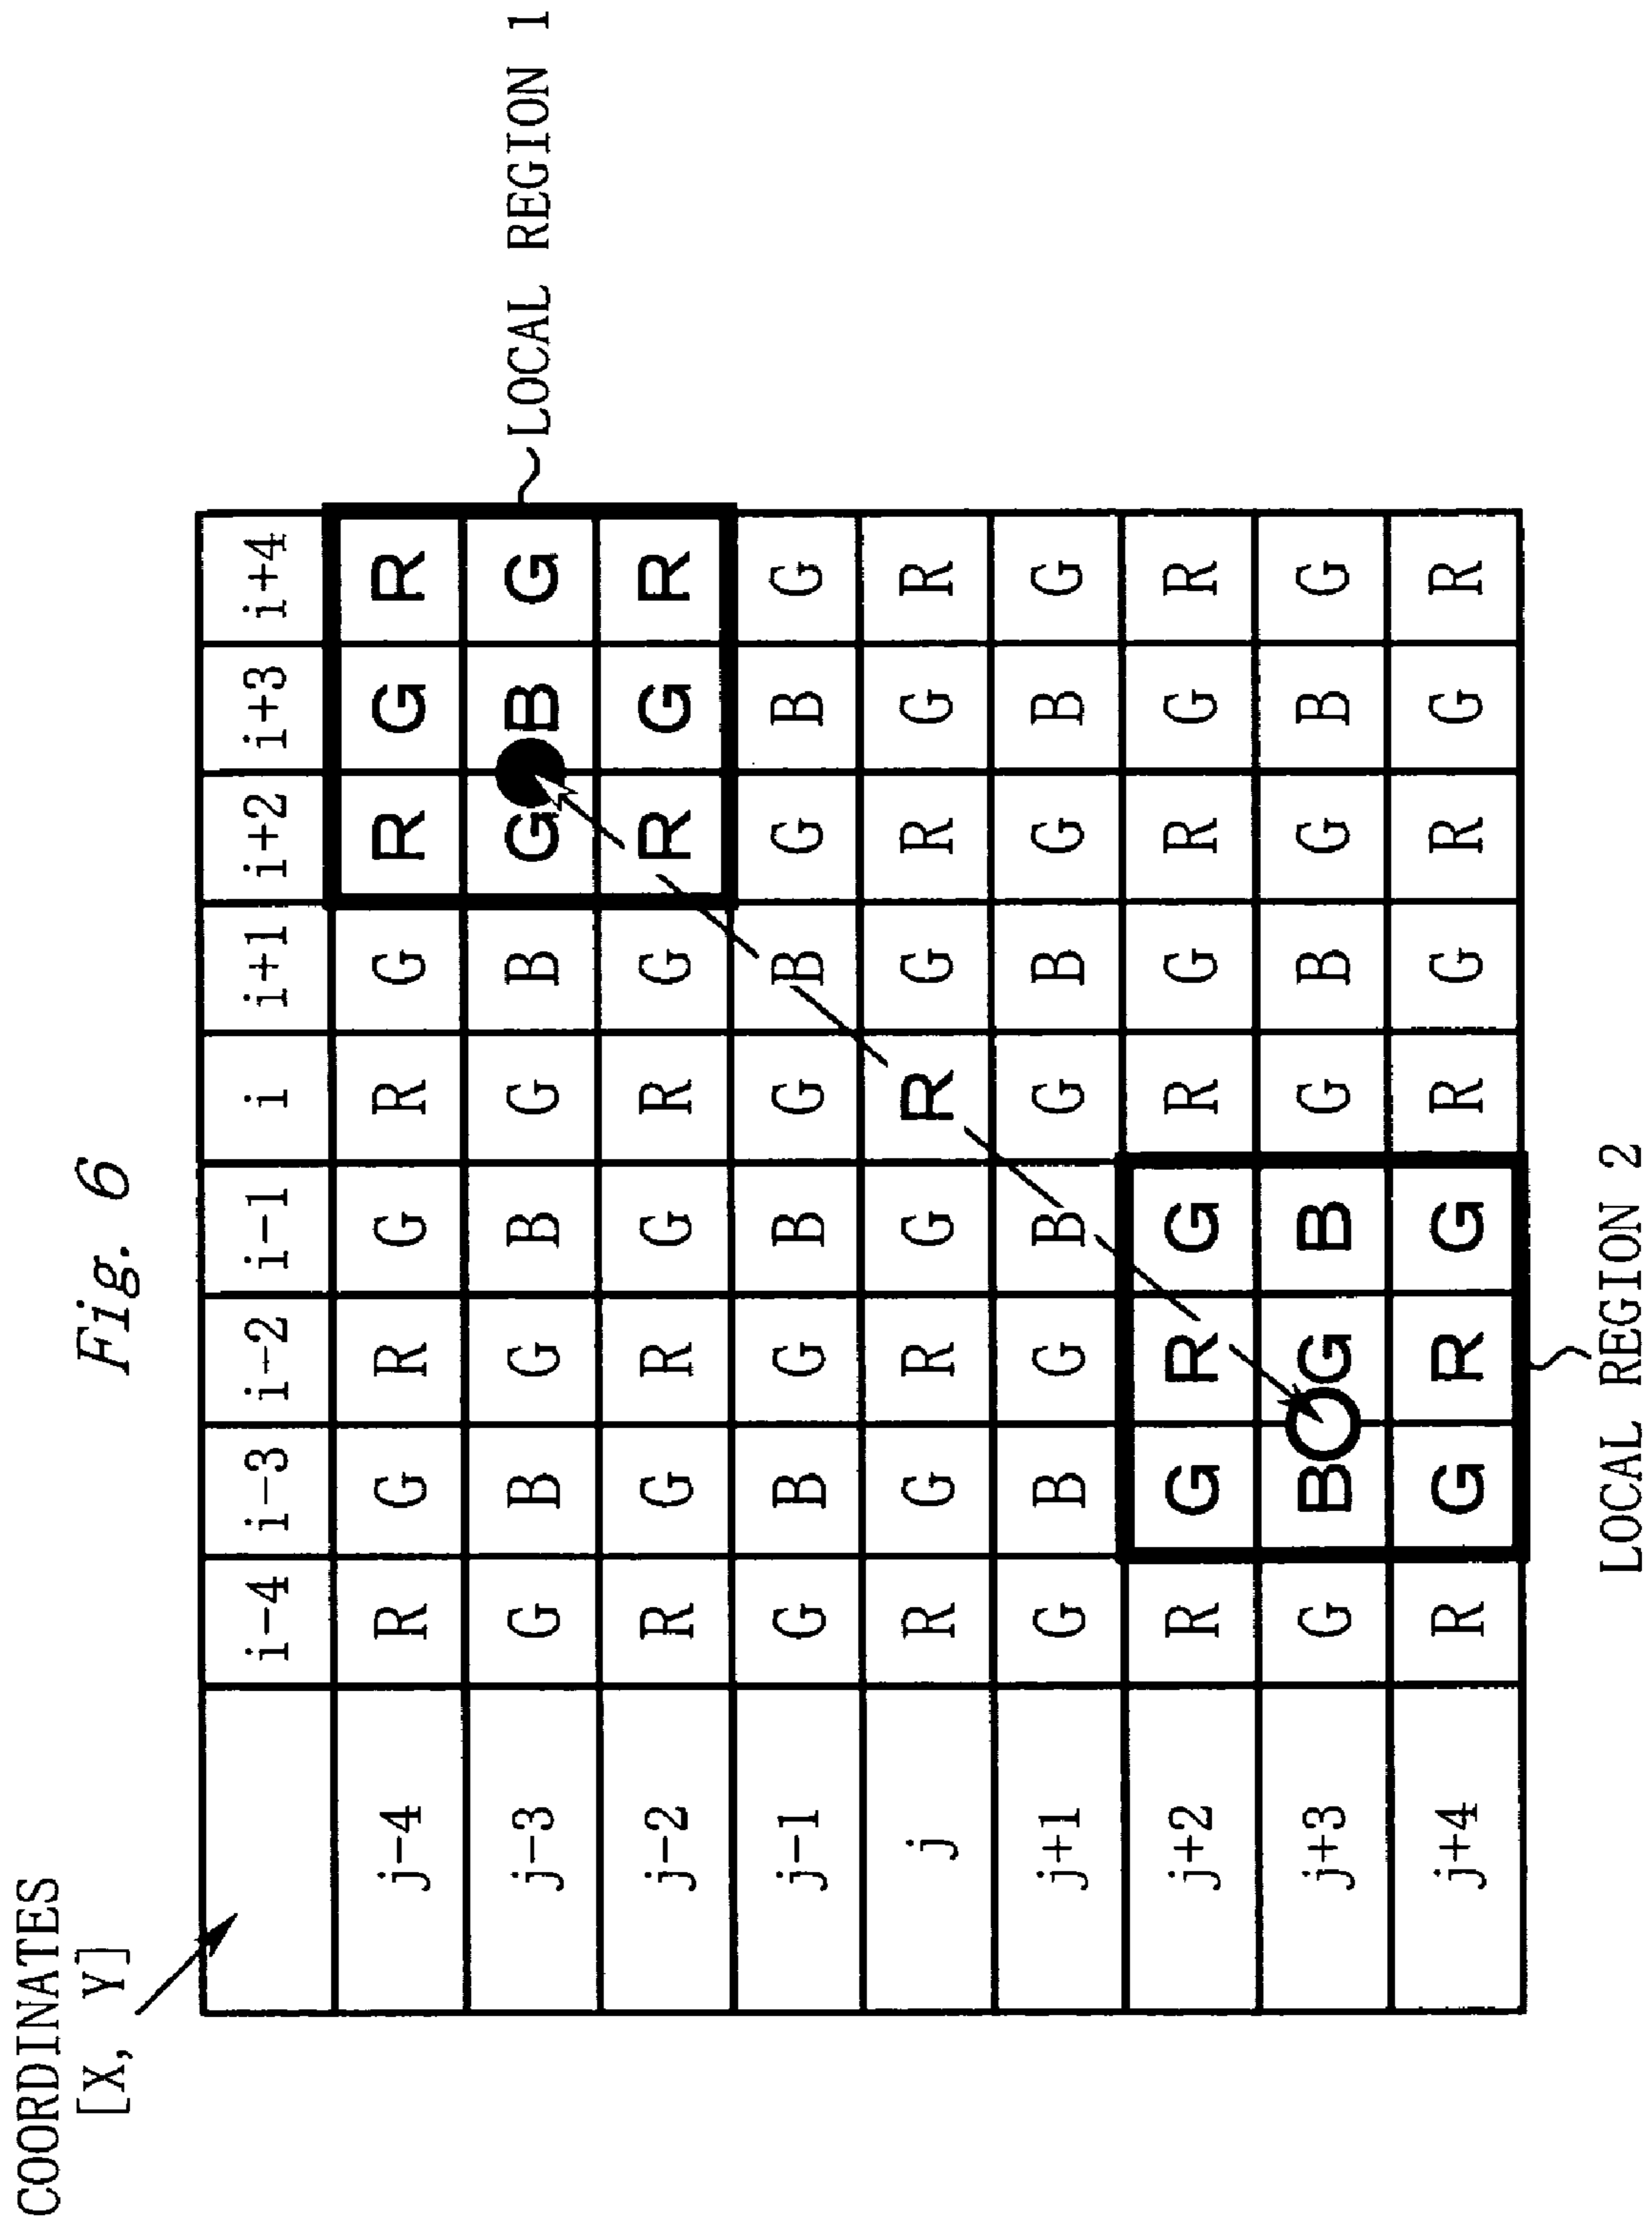 Fig. 6
COORDINATES
[X, Y]
i-4 i-3 i-2 i-1 i i+1 i+2 i+3 i+4
j-4 R G R G R G R G R
j-3 G B G B G B G B G
j-2 R G R G R G R G R
j-1 G B G B G B G B G
j R G R G R G R G R
j+1 G B G B G B G B G
j+2 R G R G R G R G R
j+3 G B G B G B G B G
j+4 R G R G R G R G R
LOCAL REGION 1
LOCAL REGION 2